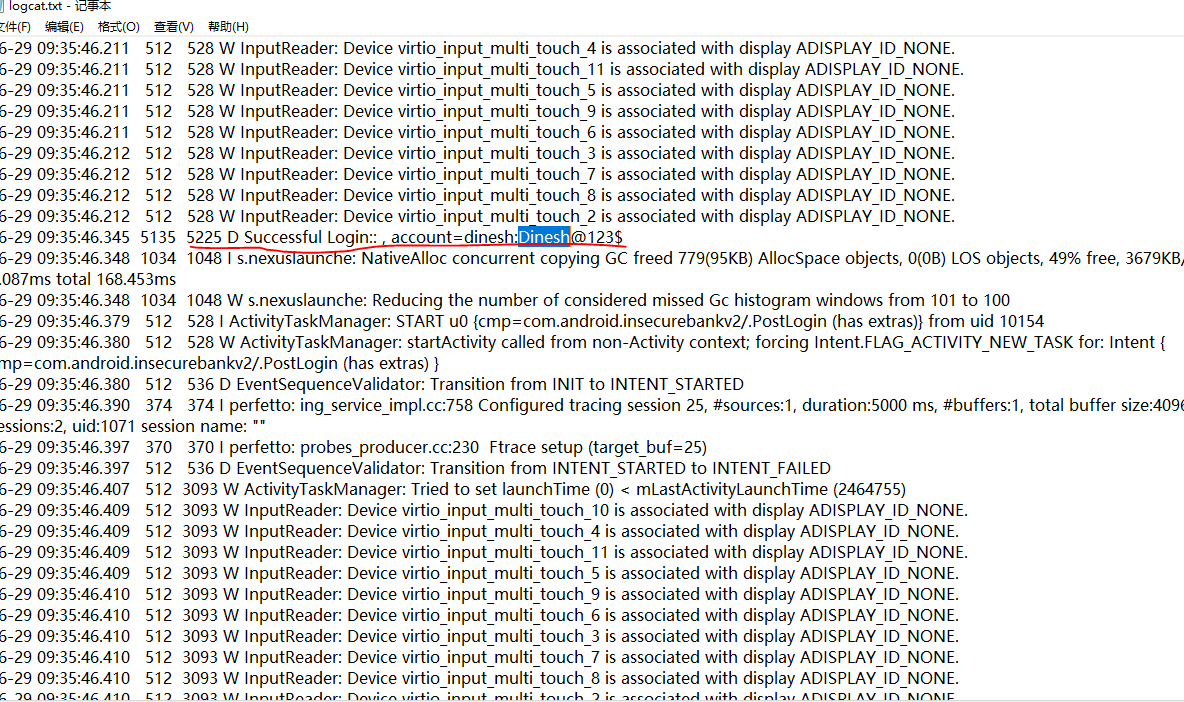 logcat.txt - 记事本
文件(F) 编辑(E) 格式(O) 查看(V) 帮助(H)
6-29 09:35:46.211 512 528 W InputReader: Device virtio_input_multi_touch_4 is associated with display ADISPLAY_ID_NONE.
6-29 09:35:46.211 512 528 W InputReader: Device virtio_input_multi_touch_11 is associated with display ADISPLAY_ID_NONE.
6-29 09:35:46.211 512 528 W InputReader: Device virtio_input_multi_touch_5 is associated with display ADISPLAY_ID_NONE.
6-29 09:35:46.211 512 528 W InputReader: Device virtio_input_multi_touch_9 is associated with display ADISPLAY_ID_NONE.
6-29 09:35:46.211 512 528 W InputReader: Device virtio_input_multi_touch_6 is associated with display ADISPLAY_ID_NONE.
6-29 09:35:46.212 512 528 W InputReader: Device virtio_input_multi_touch_3 is associated with display ADISPLAY_ID_NONE.
6-29 09:35:46.212 512 528 W InputReader: Device virtio_input_multi_touch_7 is associated with display ADISPLAY_ID_NONE.
6-29 09:35:46.212 512 528 W InputReader: Device virtio_input_multi_touch_8 is associated with display ADISPLAY_ID_NONE.
6-29 09:35:46.212 512 528 W InputReader: Device virtio_input_multi_touch_2 is associated with display ADISPLAY_ID_NONE.
6-29 09:35:46.345 5135 5225 D Successful Login:: , account=dinesh:Dinesh@123$
6-29 09:35:46.348 1034 1048 I s.nexuslaunche: NativeAlloc concurrent copying GC freed 779(95KB) AllocSpace objects, 0(0B) LOS objects, 49% free, 3679KB/
.087ms total 168.453ms
6-29 09:35:46.348 1034 1048 W s.nexuslaunche: Reducing the number of considered missed Gc histogram windows from 101 to 100
6-29 09:35:46.379 512 528 I ActivityTaskManager: START u0 {cmp=com.android.insecurebankv2/.PostLogin (has extras)} from uid 10154
6-29 09:35:46.380 512 528 W ActivityTaskManager: startActivity called from non-Activity context; forcing Intent.FLAG_ACTIVITY_NEW_TASK for: Intent {
mp=com.android.insecurebankv2/.PostLogin (has extras) }
6-29 09:35:46.380 512 536 D EventSequenceValidator: Transition from INIT to INTENT_STARTED
6-29 09:35:46.390 374 374 I perfetto: ing_service_impl.cc:758 Configured tracing session 25, #sources:1, duration:5000 ms, #buffers:1, total buffer size:4096
essions:2, uid:1071 session name: ""
6-29 09:35:46.397 370 370 I perfetto: probes_producer.cc:230 Ftrace setup (target_buf=25)
6-29 09:35:46.397 512 536 D EventSequenceValidator: Transition from INTENT_STARTED to INTENT_FAILED
6-29 09:35:46.407 512 3093 W ActivityTaskManager: Tried to set launchTime (0) < mLastActivityLaunchTime (2464755)
6-29 09:35:46.409 512 3093 W InputReader: Device virtio_input_multi_touch_10 is associated with display ADISPLAY_ID_NONE.
6-29 09:35:46.409 512 3093 W InputReader: Device virtio_input_multi_touch_4 is associated with display ADISPLAY_ID_NONE.
6-29 09:35:46.409 512 3093 W InputReader: Device virtio_input_multi_touch_11 is associated with display ADISPLAY_ID_NONE.
6-29 09:35:46.409 512 3093 W InputReader: Device virtio_input_multi_touch_5 is associated with display ADISPLAY_ID_NONE.
6-29 09:35:46.410 512 3093 W InputReader: Device virtio_input_multi_touch_9 is associated with display ADISPLAY_ID_NONE.
6-29 09:35:46.410 512 3093 W InputReader: Device virtio_input_multi_touch_6 is associated with display ADISPLAY_ID_NONE.
6-29 09:35:46.410 512 3093 W InputReader: Device virtio_input_multi_touch_3 is associated with display ADISPLAY_ID_NONE.
6-29 09:35:46.410 512 3093 W InputReader: Device virtio_input_multi_touch_7 is associated with display ADISPLAY_ID_NONE.
6-29 09:35:46.410 512 3093 W InputReader: Device virtio_input_multi_touch_8 is associated with display ADISPLAY_ID_NONE.
6-29 09:35:46.410 512 3093 W InputReader: Device virtio_input_multi_touch_2 is associated with display ADISPLAY_ID_NONE.